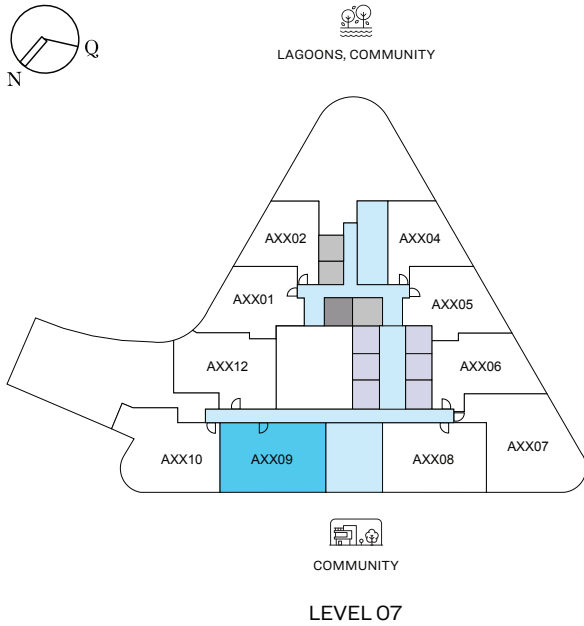 Q
N
LAGOONS, COMMUNITY
AXX02
AXX04
AXX01
AXX05
AXX12
AXX06
AXX10
AXX09
AXX08
AXX07
COMMUNITY
LEVEL 07